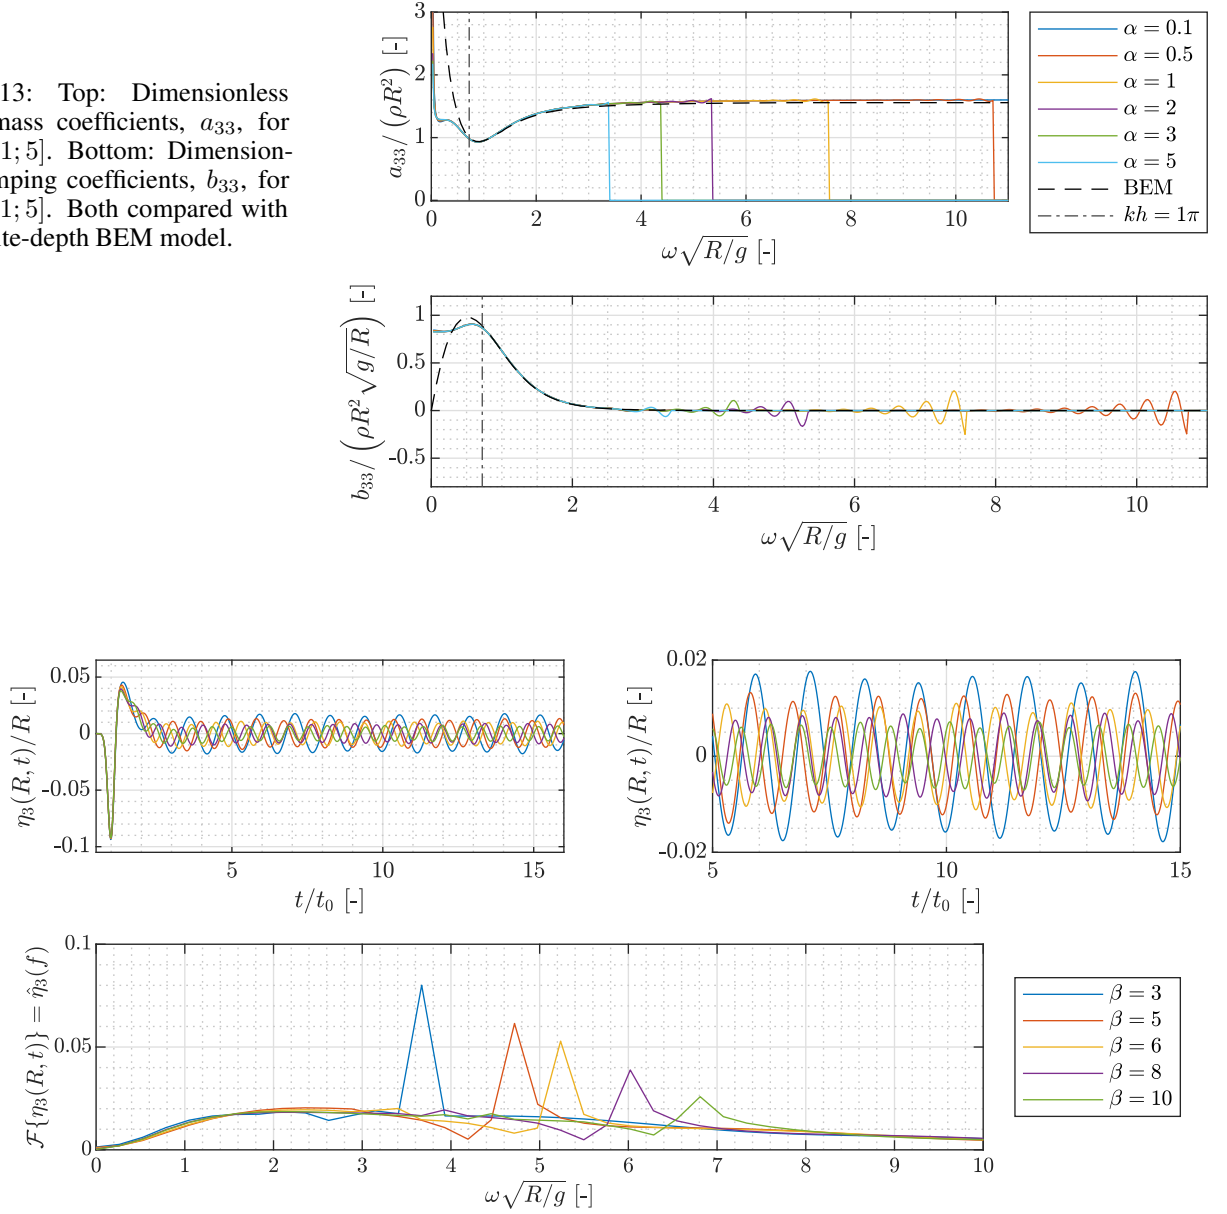 13: Top: Dimensionless
mass coefficients, a₃₃, for
1; 5]. Bottom: Dimension-
mping coefficients, b₃₃, for
1; 5]. Both compared with
ite-depth BEM model.
a₃₃/(ρR²) [-]
3
2
1
0
0 2 4 6 8 10
ω√(R/g) [-]
α = 0.1
α = 0.5
α = 1
α = 2
α = 3
α = 5
BEM
kh = 1π
b₃₃/(ρR²√(g/R)) [-]
1
0.5
0
-0.5
0 2 4 6 8 10
ω√(R/g) [-]
η₃(R, t)/R [-]
0.05
0
-0.05
-0.1
5 10 15
t/t₀ [-]
η₃(R, t)/R [-]
0.02
0
-0.02
5 10 15
t/t₀ [-]
F{η₃(R, t)} = η̂₃(f)
0.1
0.05
0
0 1 2 3 4 5 6 7 8 9 10
ω√(R/g) [-]
β = 3
β = 5
β = 6
β = 8
β = 10